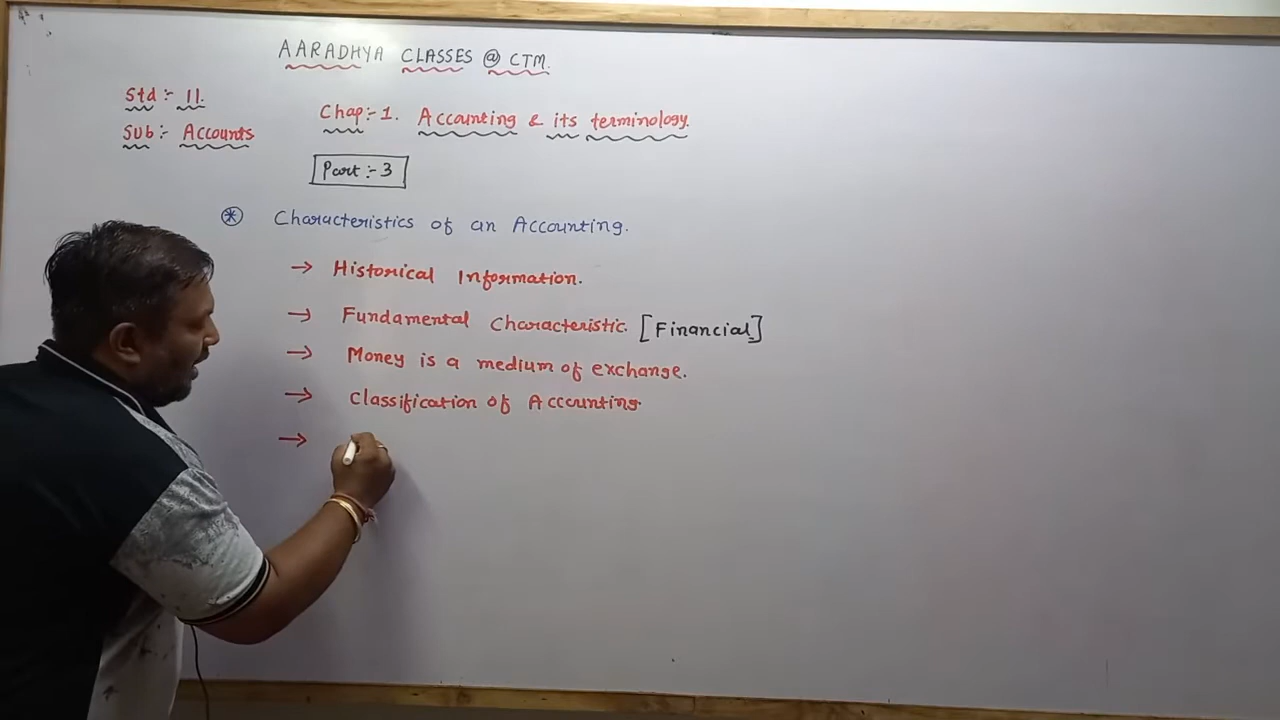 AARADHYA CLASSES @ CTM.
Std :- 11.
Sub :- Accounts
Chap :- 1. Accounting & its terminology.
Part :- 3
* Characteristics of an Accounting.
→ Historical Information.
→ Fundamental Characteristic. [Financial]
→ Money is a medium of exchange.
→ Classification of Accounting.
→